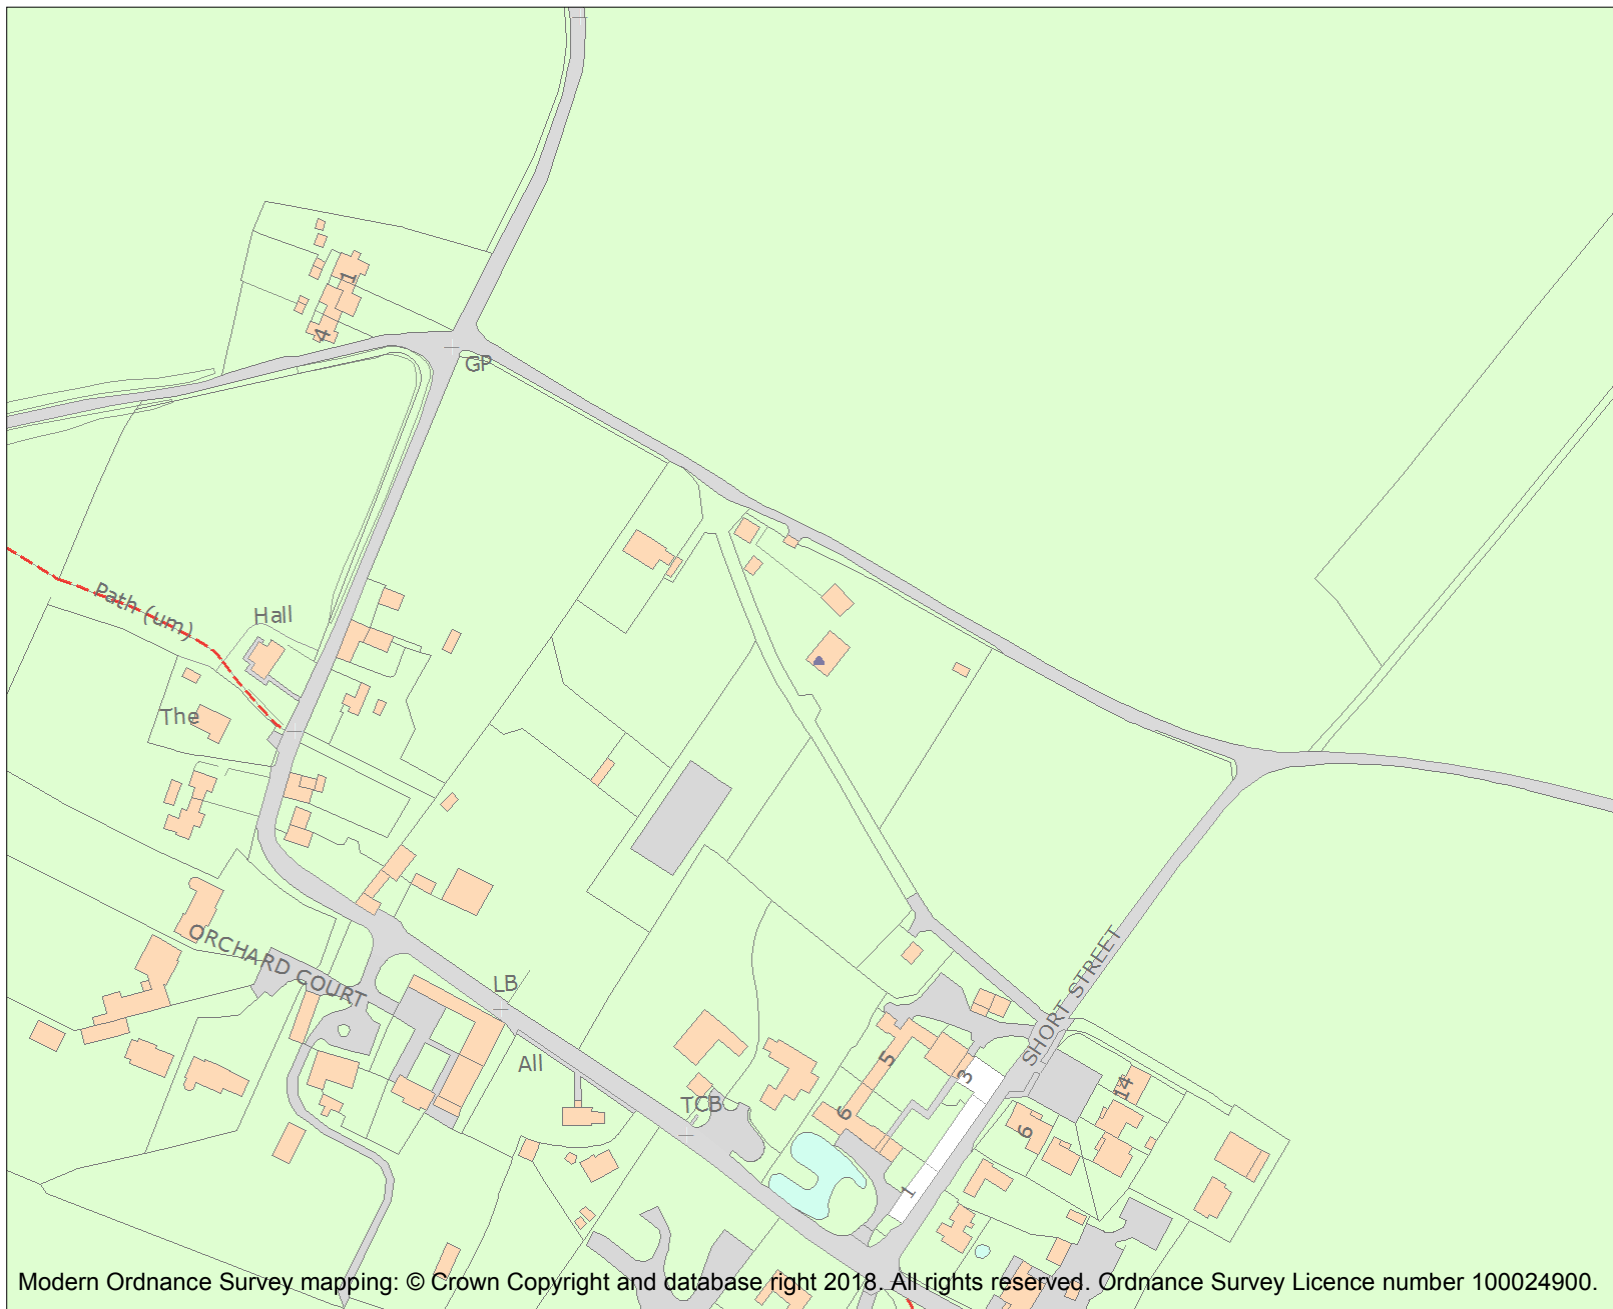 1
4
GP
Path (um)
Hall
The
ORCHARD COURT
LB
SHORT STREET
All
5
3
TCB
14
6
6
1
Modern Ordnance Survey mapping: © Crown Copyright and database right 2018. All rights reserved. Ordnance Survey Licence number 100024900.